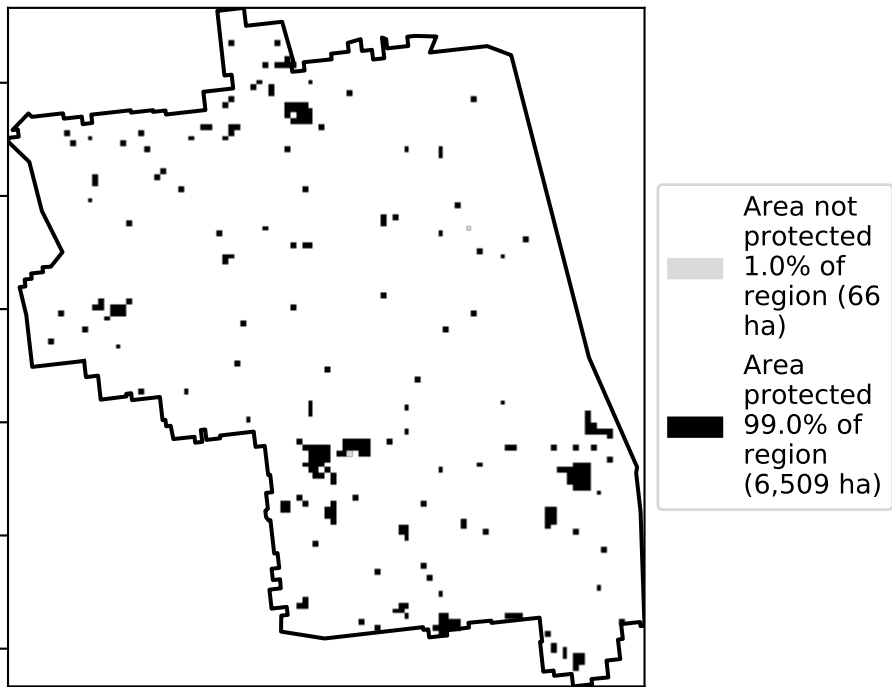 Area not
protected
1.0% of
region (66
ha)
Area
protected
99.0% of
region
(6,509 ha)